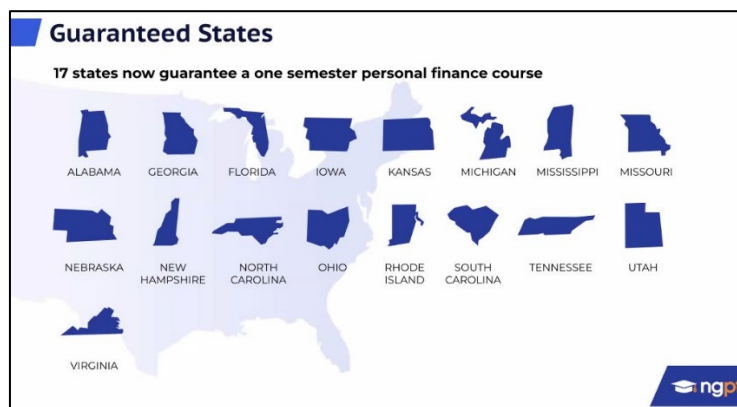 Guaranteed States
17 states now guarantee a one semester personal finance course
ALABAMA
GEORGIA
FLORIDA
IOWA
KANSAS
MICHIGAN
MISSISSIPPI
MISSOURI
NEBRASKA
NEW
HAMPSHIRE
NORTH
CAROLINA
OHIO
RHODE
ISLAND
SOUTH
CAROLINA
TENNESSEE
UTAH
VIRGINIA
ngp